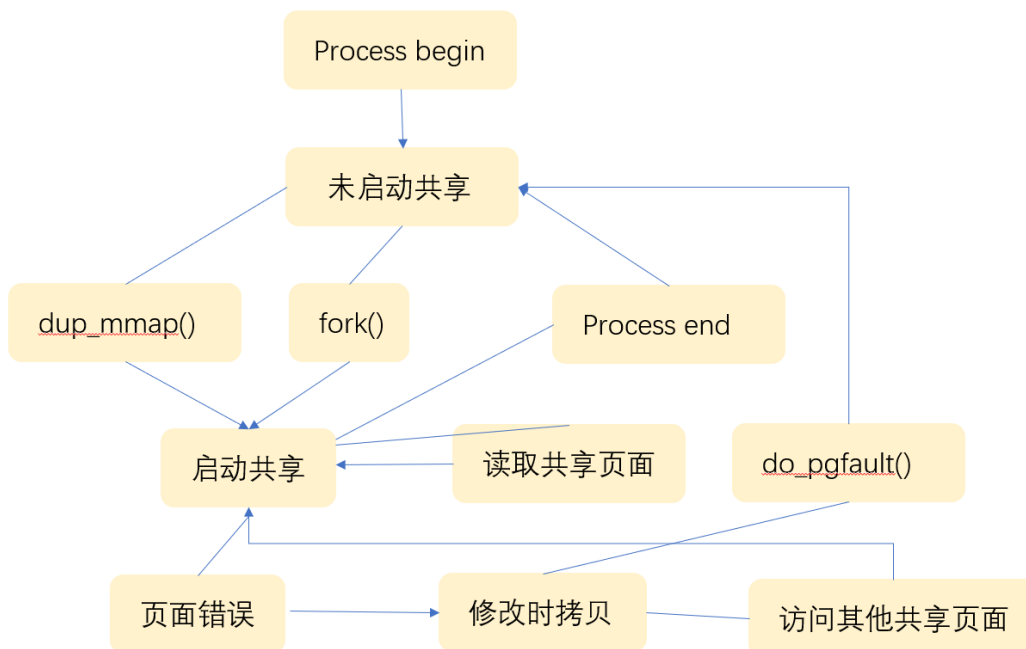 Process begin
未启动共享
dup_mmap()
fork()
Process end
启动共享
读取共享页面
do_pgfault()
页面错误
修改时拷贝
访问其他共享页面